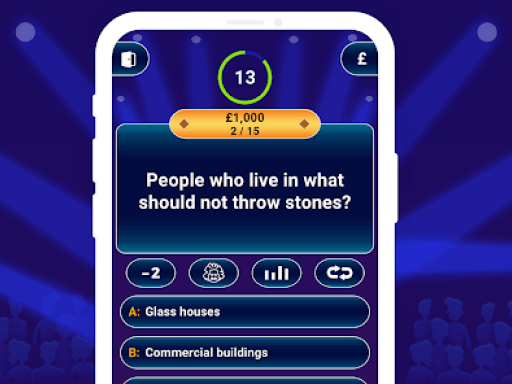 £
13
£1,000
2 / 15
People who live in what
should not throw stones?
-2
A: Glass houses
B: Commercial buildings